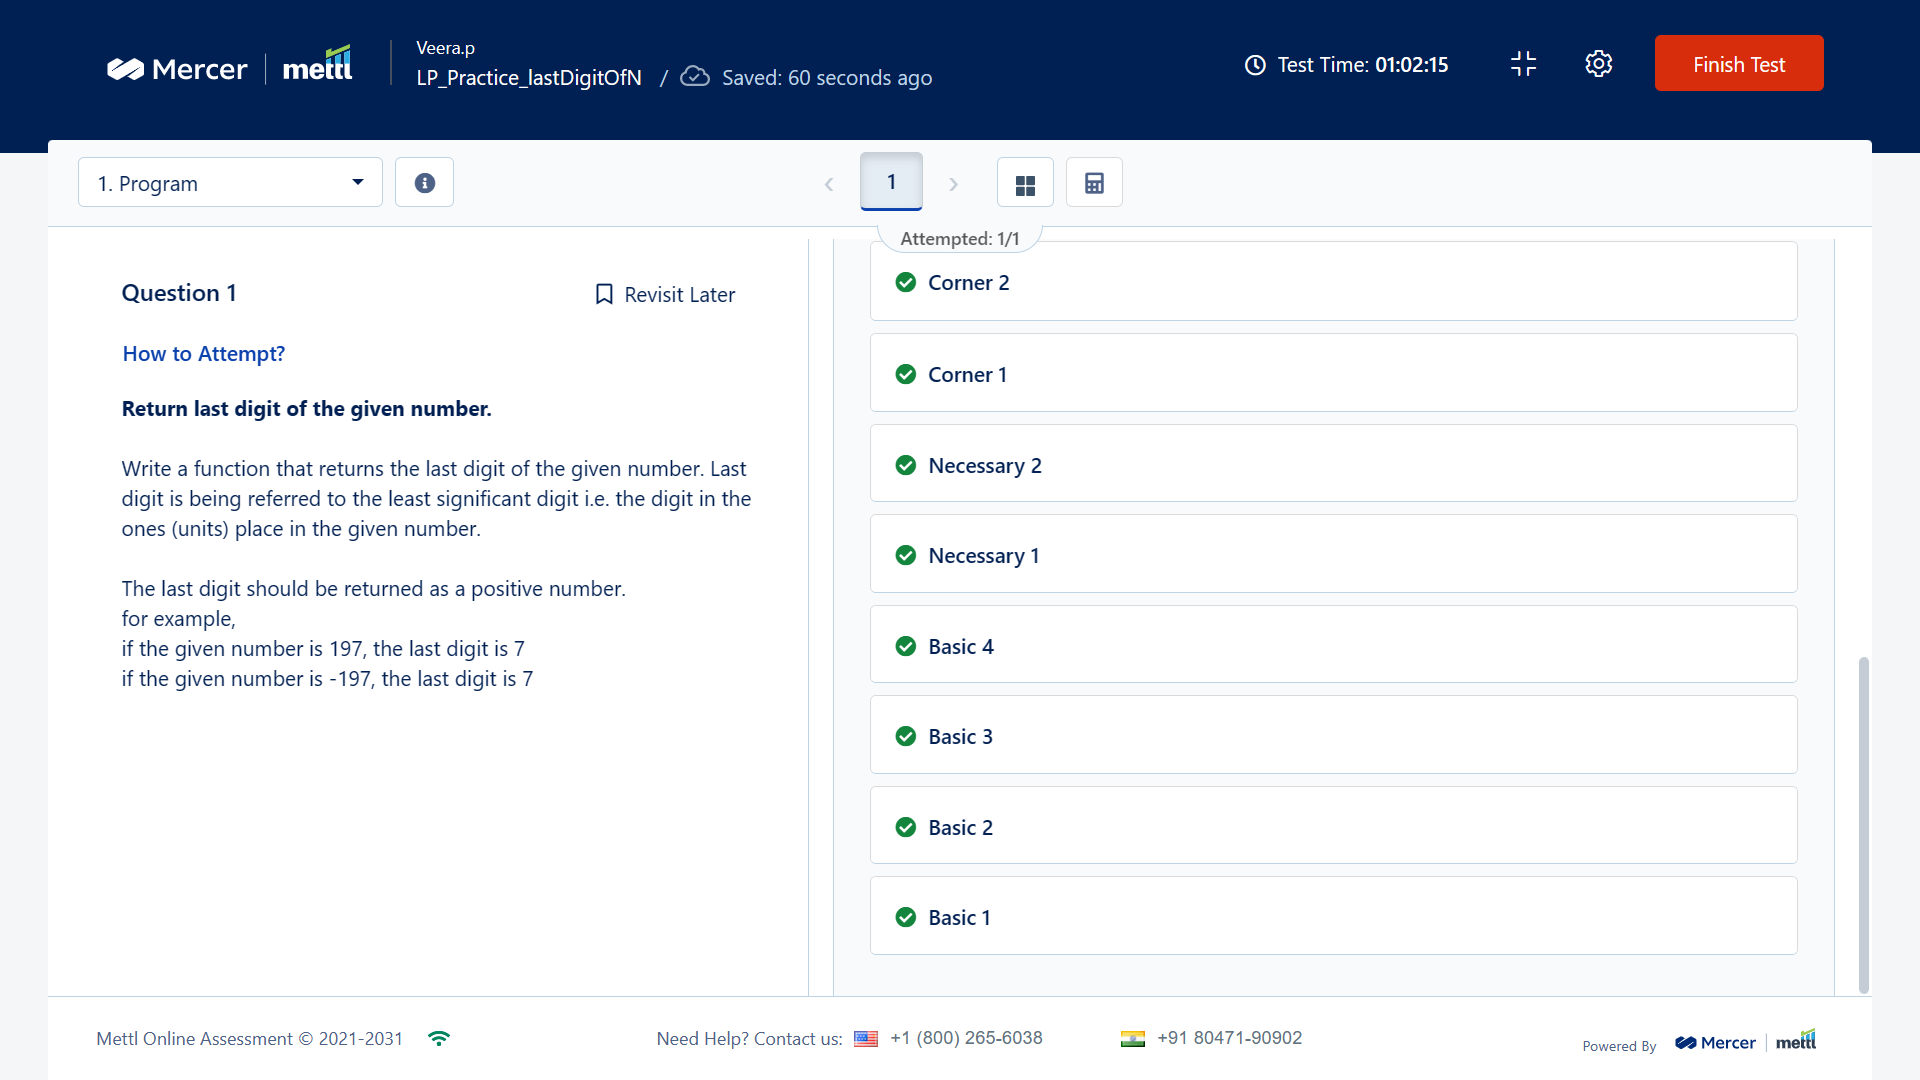 Mercer
mettl
Veera.p
LP_Practice_lastDigitOfN / Saved: 60 seconds ago
Test Time: 01:02:15
Finish Test
1. Program
1
Attempted: 1/1
Question 1
Revisit Later
How to Attempt?
Return last digit of the given number.
Write a function that returns the last digit of the given number. Last
digit is being referred to the least significant digit i.e. the digit in the
ones (units) place in the given number.
The last digit should be returned as a positive number.
for example,
if the given number is 197, the last digit is 7
if the given number is -197, the last digit is 7
Corner 2
Corner 1
Necessary 2
Necessary 1
Basic 4
Basic 3
Basic 2
Basic 1
Mettl Online Assessment © 2021-2031
Need Help? Contact us: +1 (800) 265-6038
+91 80471-90902
Powered By Mercer mettl